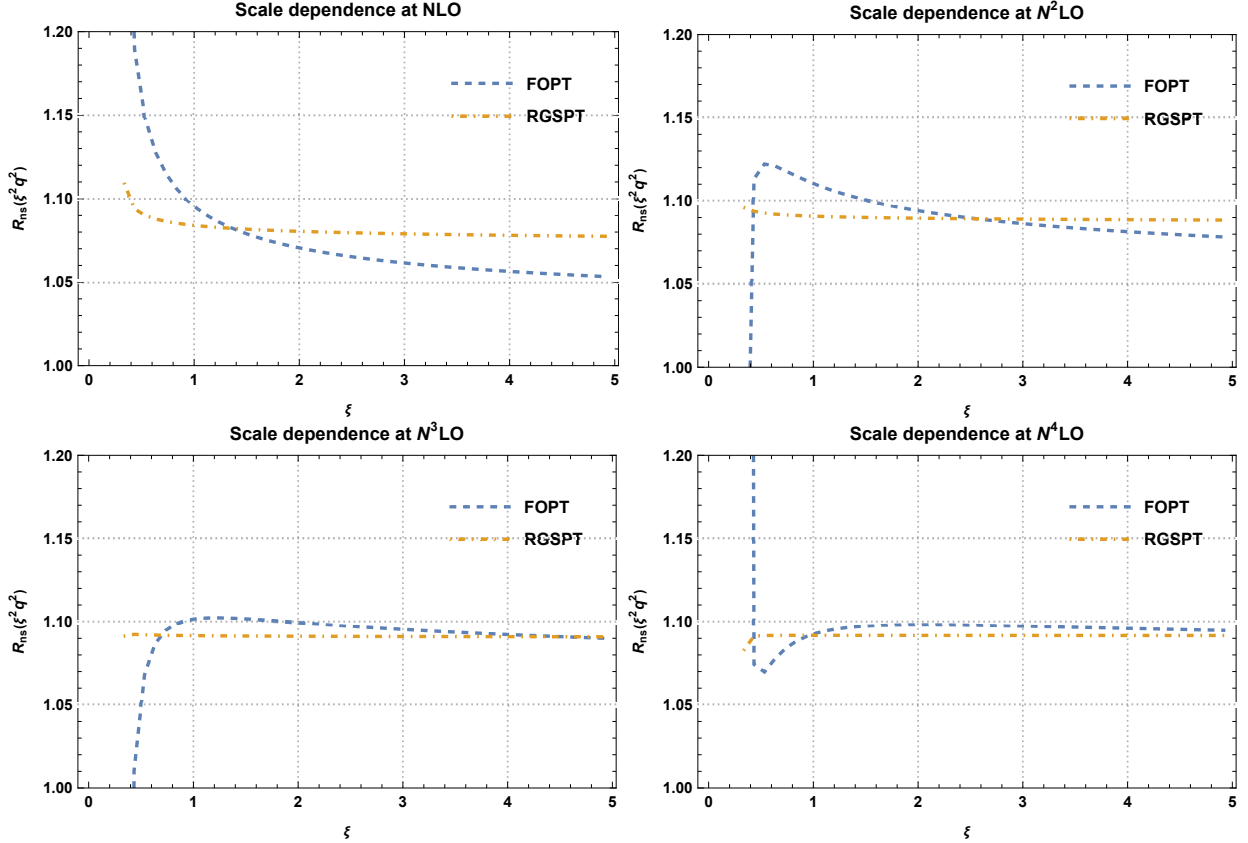 Scale dependence at NLO
1.20
1.15
1.10
1.05
1.00
R_ns(ξ²q²)
FOPT
RGSPT
0 1 2 3 4 5
ξ
Scale dependence at N²LO
1.20
1.15
1.10
1.05
1.00
R_ns(ξ²q²)
FOPT
RGSPT
0 1 2 3 4 5
ξ
Scale dependence at N³LO
1.20
1.15
1.10
1.05
1.00
R_ns(ξ²q²)
FOPT
RGSPT
0 1 2 3 4 5
ξ
Scale dependence at N⁴LO
1.20
1.15
1.10
1.05
1.00
R_ns(ξ²q²)
FOPT
RGSPT
0 1 2 3 4 5
ξ